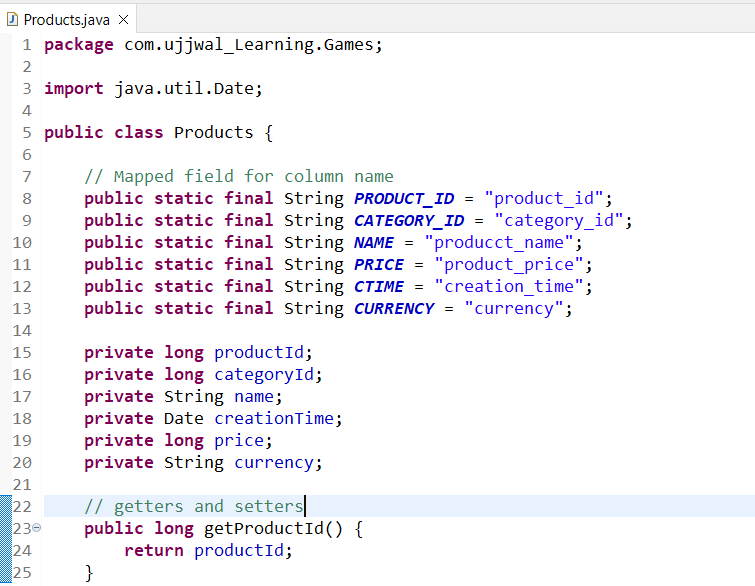 Products.java
1 package com.ujjwal_Learning.Games;
2
3 import java.util.Date;
4
5 public class Products {
6
7 // Mapped field for column name
8 public static final String PRODUCT_ID = "product_id";
9 public static final String CATEGORY_ID = "category_id";
10 public static final String NAME = "producct_name";
11 public static final String PRICE = "product_price";
12 public static final String CTIME = "creation_time";
13 public static final String CURRENCY = "currency";
14
15 private long productId;
16 private long categoryId;
17 private String name;
18 private Date creationTime;
19 private long price;
20 private String currency;
21
22 // getters and setters
23 public long getProductId() {
24 return productId;
25 }